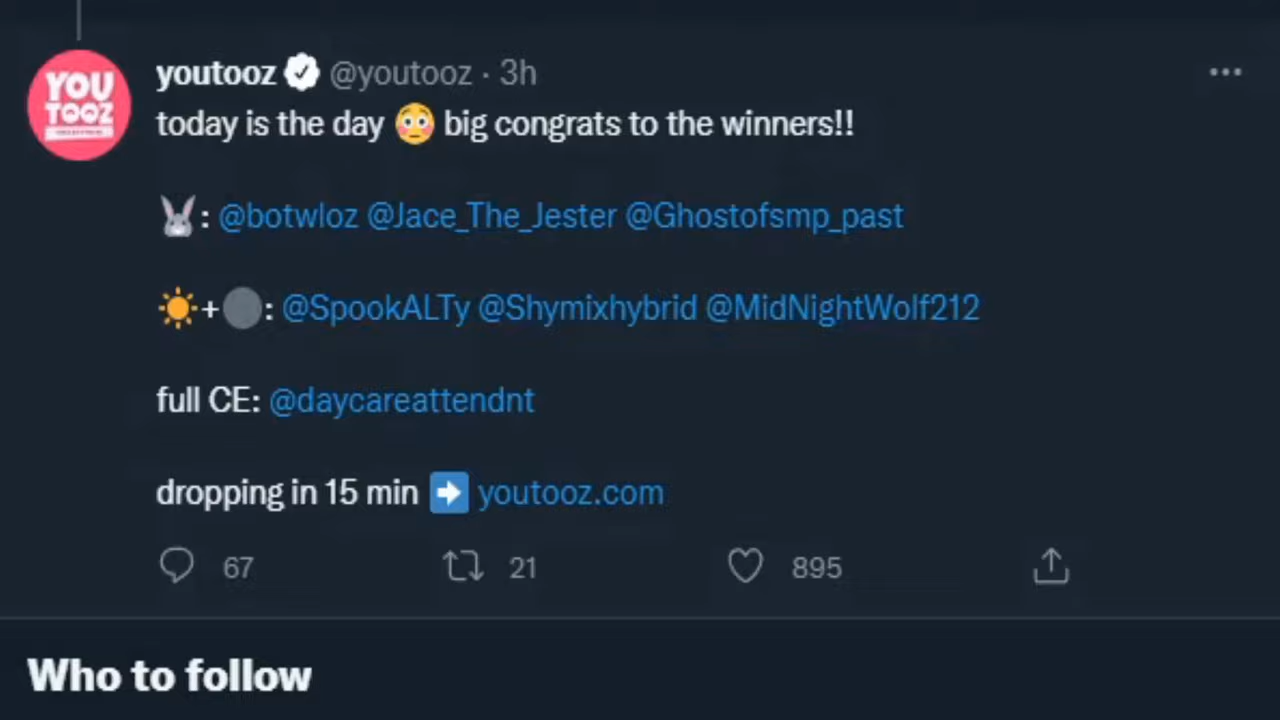 YOU
TOOZ
youtooz @youtooz · 3h
today is the day 😳 big congrats to the winners!!
🐰: @botwloz @Jace_The_Jester @Ghostofsmp_past
☀️+🌑: @SpookALTy @Shymixhybrid @MidNightWolf212
full CE: @daycareattendnt
dropping in 15 min ➡️ youtooz.com
67 21 895
Who to follow